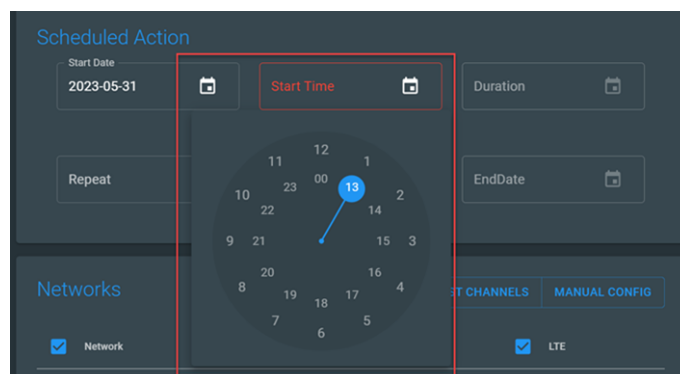 Scheduled Action
Start Date
2023-05-31
Start Time
Duration
Repeat
EndDate
12
11 1
00
23 13
10 2
22 14
9 21 15 3
20 16
8 4
19 17
18
7 5
6
Networks
T CHANNELS
MANUAL CONFIG
Network
LTE